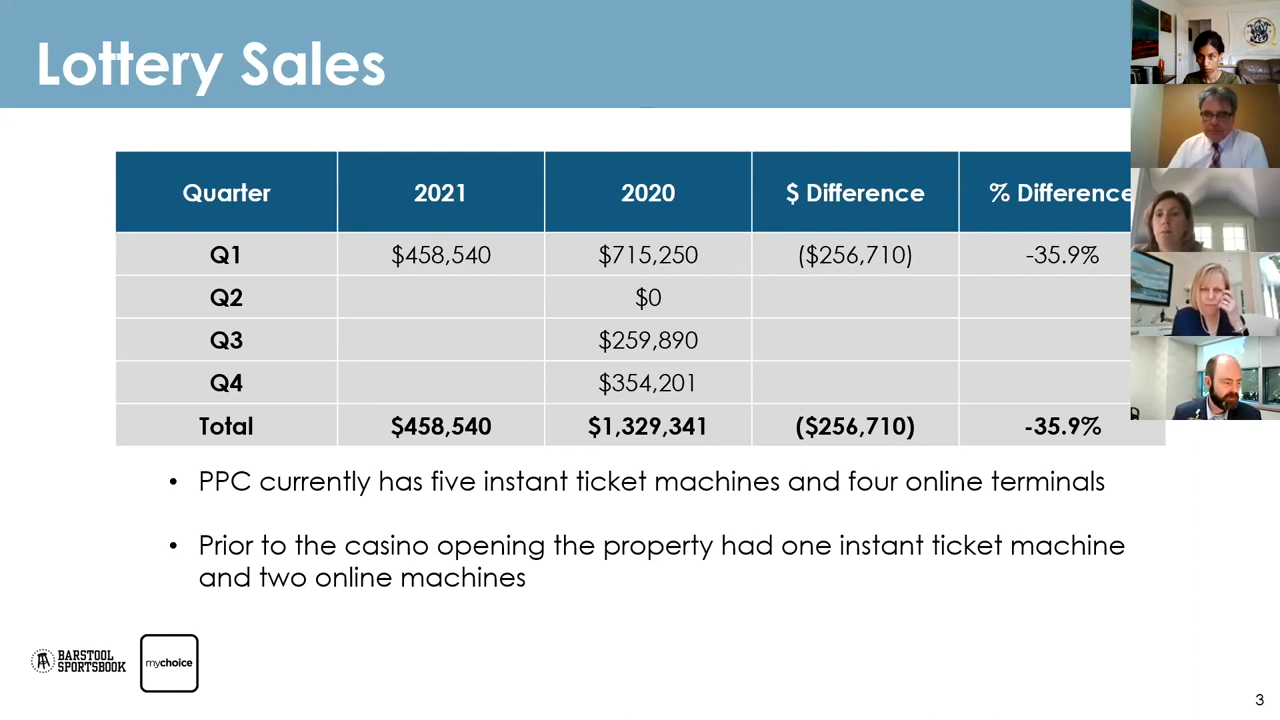 Lottery Sales
Quarter 2021 2020 $ Difference % Difference
Q1 $458,540 $715,250 ($256,710) -35.9%
Q2 $0
Q3 $259,890
Q4 $354,201
Total $458,540 $1,329,341 ($256,710) -35.9%
• PPC currently has five instant ticket machines and four online terminals
• Prior to the casino opening the property had one instant ticket machine
and two online machines
BARSTOOL
SPORTSBOOK
mychoice
3